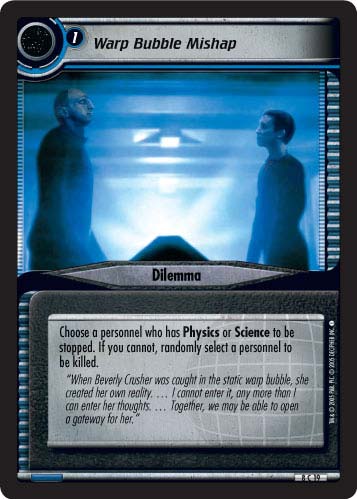 1
Warp Bubble Mishap
Dilemma
Choose a personnel who has Physics or Science to be
stopped. If you cannot, randomly select a personnel to
be killed.
"When Beverly Crusher was caught in the static warp bubble, she
created her own reality. … I cannot enter it, any more than I
can enter her thoughts. … Together, we may be able to open
a gateway for her."
8 C 19